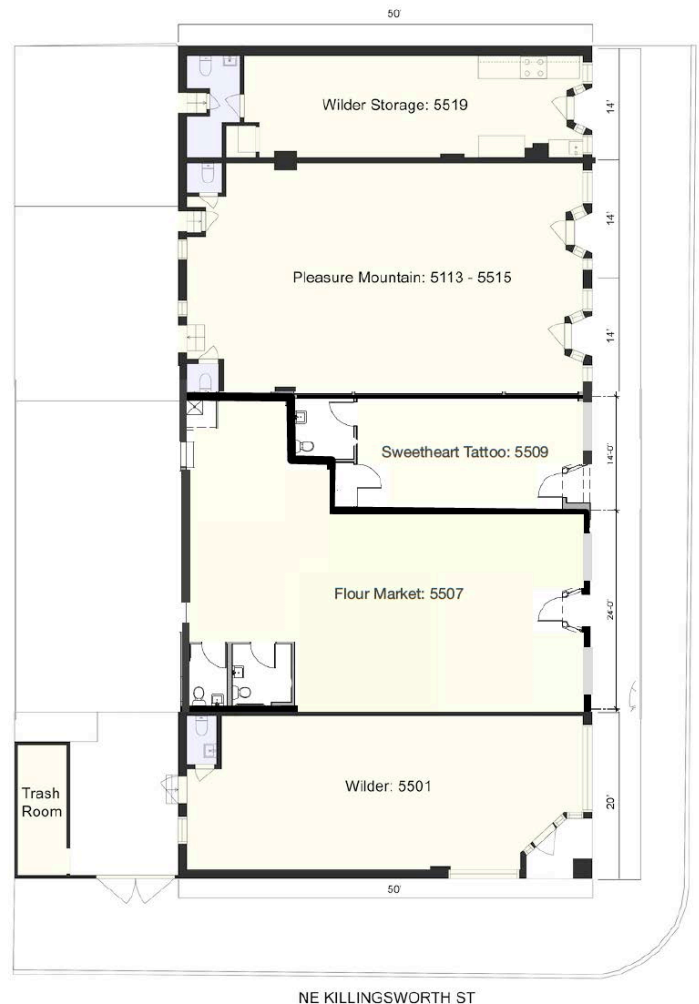 50'
Wilder Storage: 5519
14'
14'
Pleasure Mountain: 5113 - 5515
14'
Sweetheart Tattoo: 5509
14'-0"
Flour Market: 5507
24'-0"
Wilder: 5501
Trash
Room
20'
50'
NE KILLINGSWORTH ST